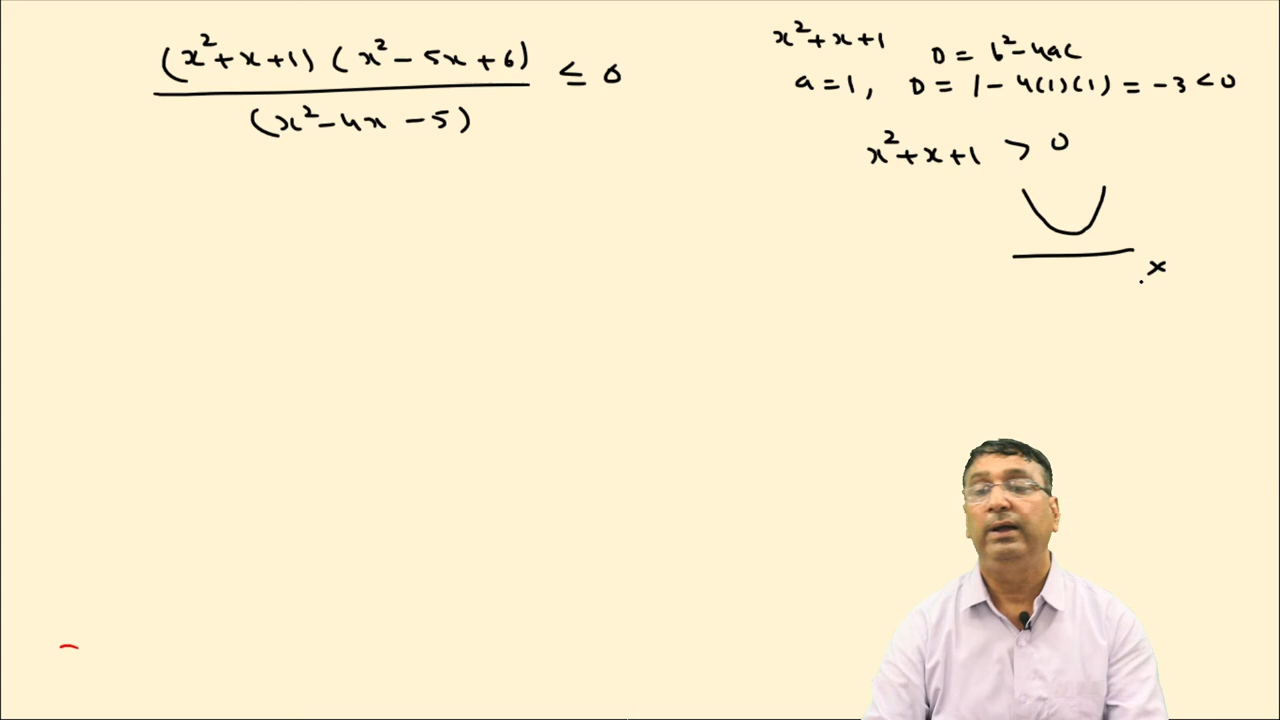 (x²+x+1) (x²-5x+6) ≤ 0
(x²-4x-5)
x²+x+1 D = b²-4ac
a=1, D = 1-4(1)(1) = -3<0
x²+x+1 > 0
x